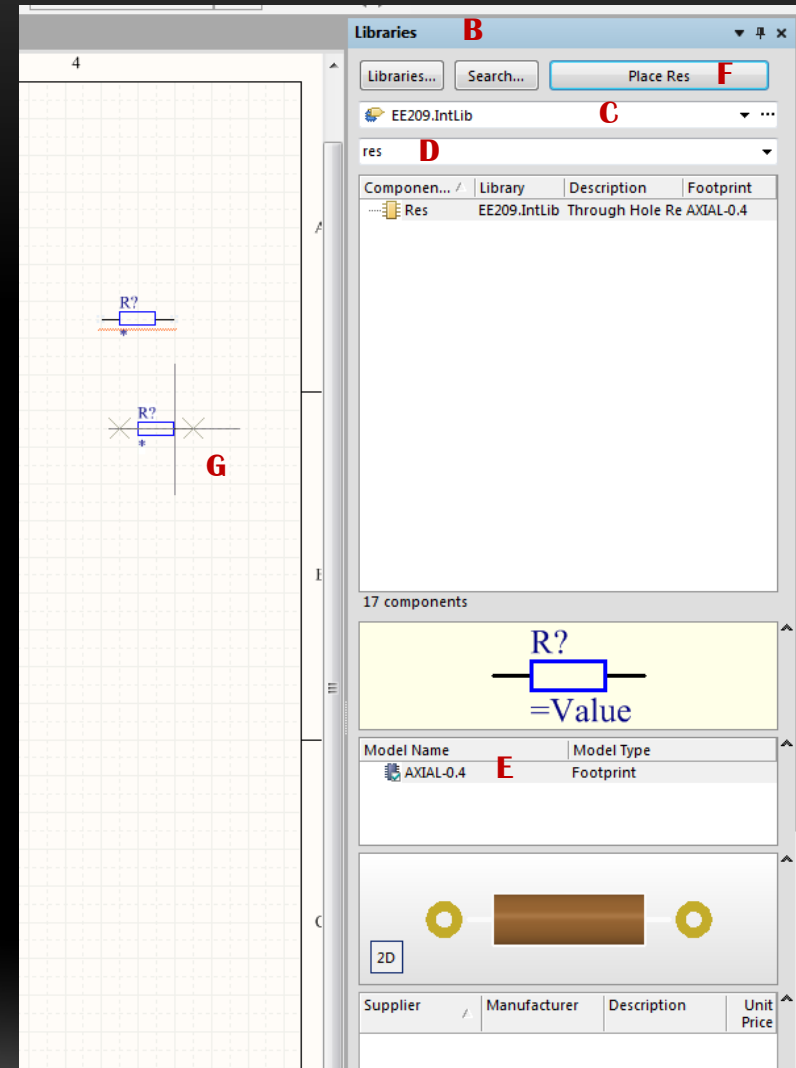 Libraries B
4
Libraries... Search... Place Res F
EE209.IntLib C
res D
Componen... Library Description Footprint
Res EE209.IntLib Through Hole Re AXIAL-0.4
A
R?
*
R?
*
G
B
17 components
R?
=Value
Model Name Model Type
AXIAL-0.4 E Footprint
C
2D
Supplier Manufacturer Description Unit
Price